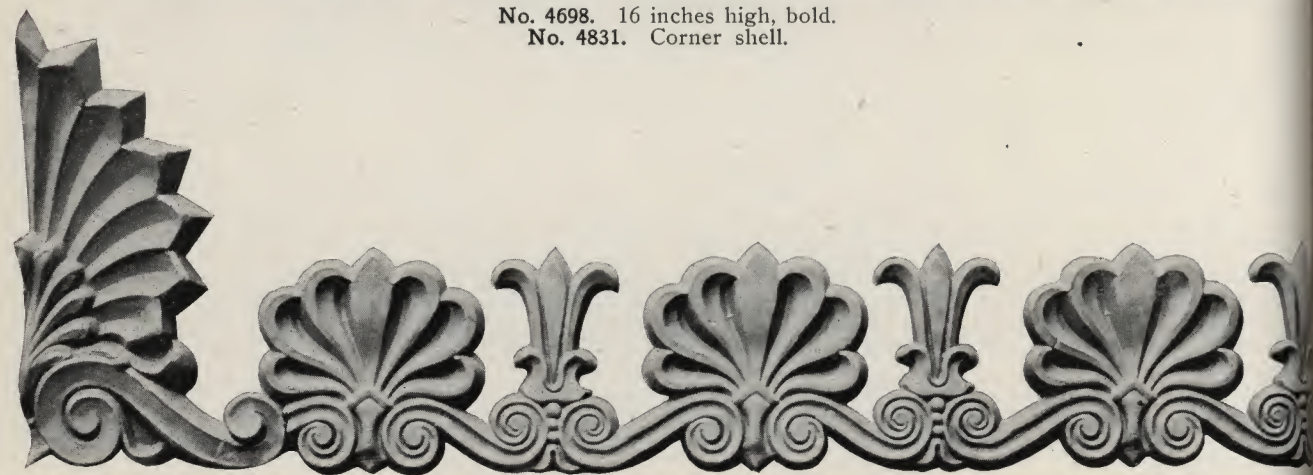 No. 4698. 16 inches high, bold.
No. 4831. Corner shell.